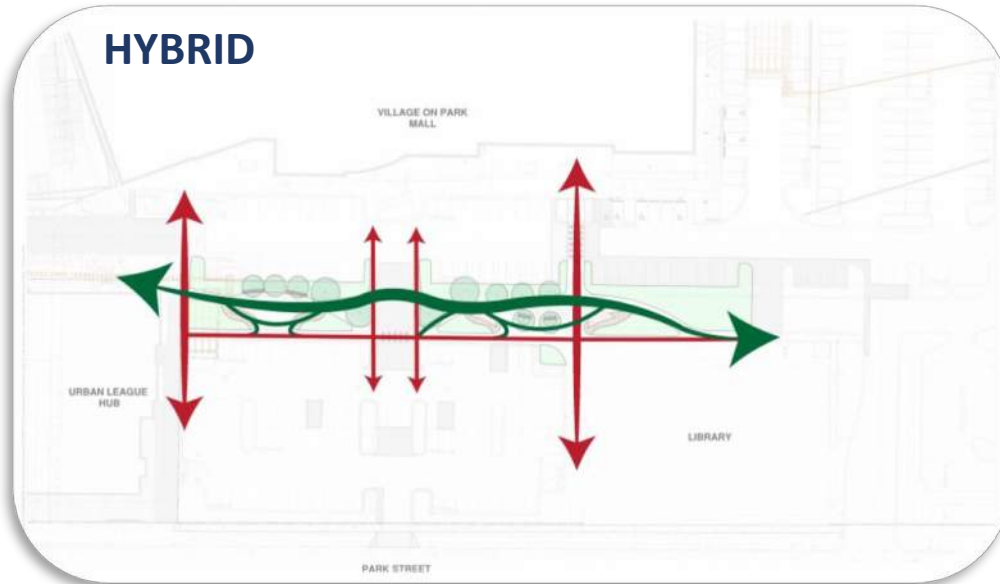 HYBRID
VILLAGE ON PARK
MALL
URBAN LEAGUE
HUB
LIBRARY
PARK STREET